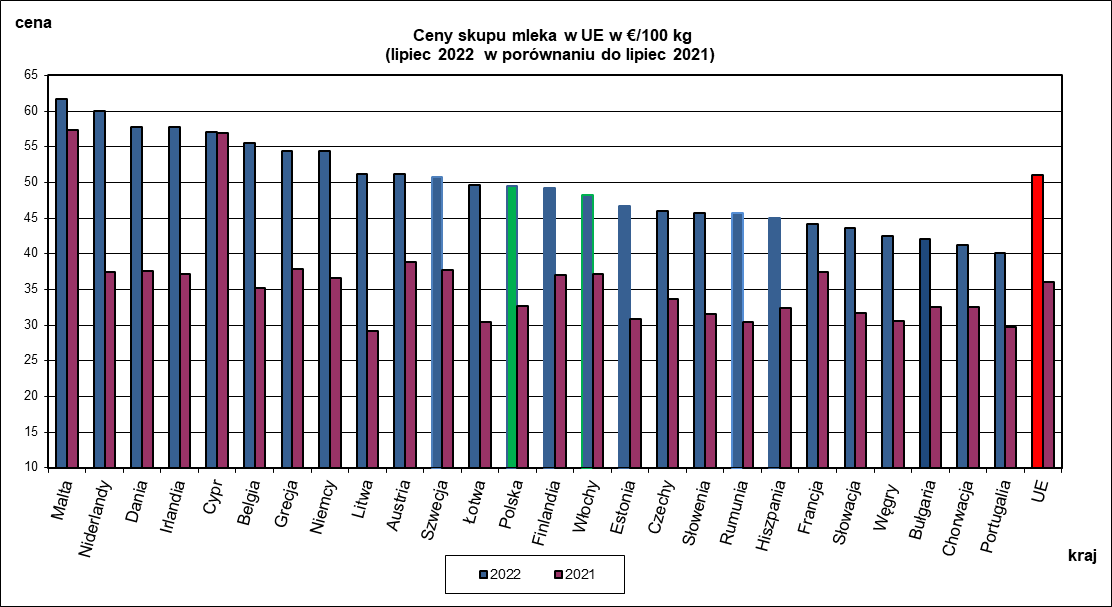 cena
Ceny skupu mleka w UE w €/100 kg
(lipiec 2022 w porównaniu do lipiec 2021)
65
60
55
50
45
40
35
30
25
20
15
10
Malta
Niderlandy
Dania
Irlandia
Cypr
Belgia
Grecja
Niemcy
Litwa
Austria
Szwecja
Łotwa
Polska
Finlandia
Włochy
Estonia
Czechy
Słowenia
Rumunia
Hiszpania
Francja
Słowacja
Węgry
Bułgaria
Chorwacja
Portugalia
UE
kraj
2022 2021